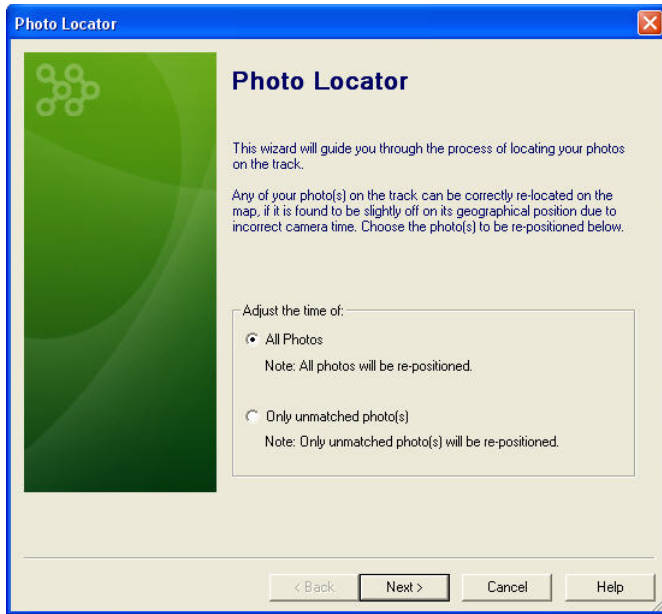 Photo Locator
Photo Locator
This wizard will guide you through the process of locating your photos
on the track.
Any of your photo(s) on the track can be correctly re-located on the
map, if it is found to be slightly off on its geographical position due to
incorrect camera time. Choose the photo(s) to be re-positioned below.
Adjust the time of:
All Photos
Note: All photos will be re-positioned.
Only unmatched photo(s)
Note: Only unmatched photo(s) will be re-positioned.
< Back
Next >
Cancel
Help